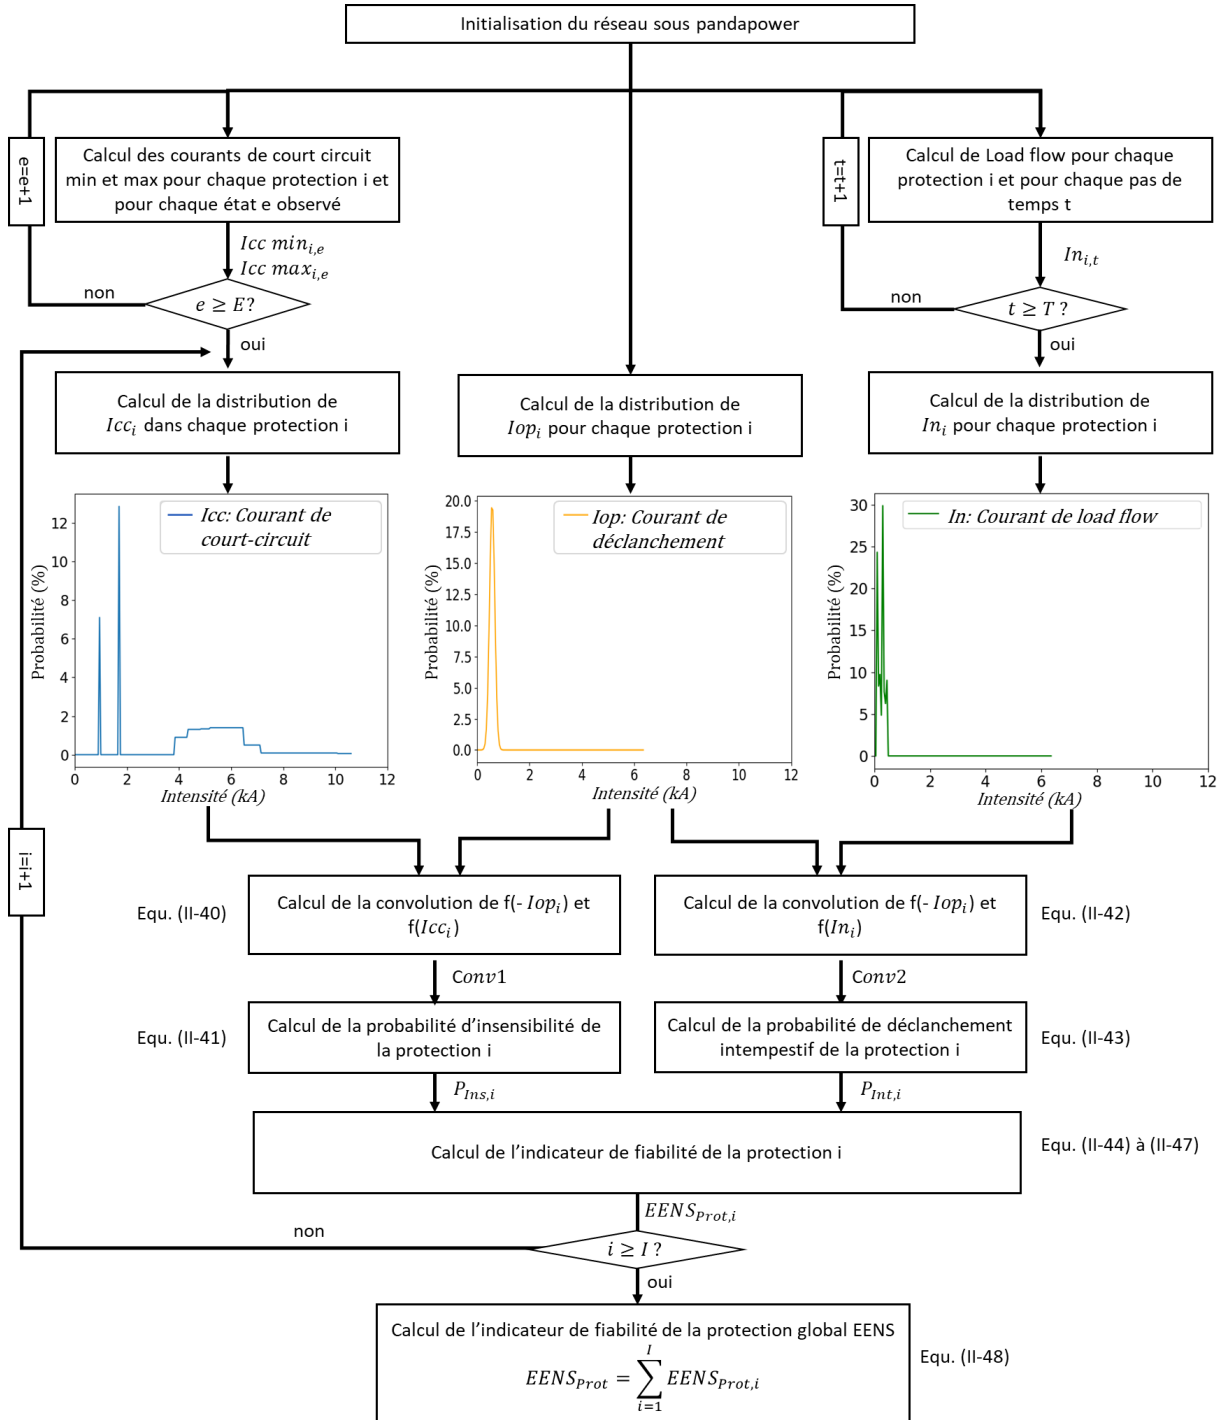 Initialisation du réseau sous pandapower
e=e+1
Calcul des courants de court circuit
min et max pour chaque protection i et
pour chaque état e observé
t=t+1
Calcul de Load flow pour chaque
protection i et pour chaque pas de
temps t
Icc min_{i,e}
Icc max_{i,e}
In_{i,t}
non
e ≥ E?
oui
non
t ≥ T ?
oui
Calcul de la distribution de
Icc_i dans chaque protection i
Calcul de la distribution de
Iop_i pour chaque protection i
Calcul de la distribution de
In_i pour chaque protection i
Icc: Courant de
court-circuit
Probabilité (%)
12
10
8
6
4
2
0
0 2 4 6 8 10 12
Intensité (kA)
Iop: Courant de
déclanchement
Probabilité (%)
20.0
17.5
15.0
12.5
10.0
7.5
5.0
2.5
0.0
0 2 4 6 8 10 12
Intensité (kA)
In: Courant de load flow
Probabilité (%)
30
25
20
15
10
5
0
0 2 4 6 8 10 12
Intensité (kA)
i=i+1
Equ. (II-40)
Calcul de la convolution de f(- Iop_i) et
f(Icc_i)
Calcul de la convolution de f(- Iop_i) et
f(In_i)
Equ. (II-42)
Conv1
Conv2
Equ. (II-41)
Calcul de la probabilité d’insensibilité de
la protection i
Calcul de la probabilité de déclanchement
intempestif de la protection i
Equ. (II-43)
P_{Ins,i}
P_{Int,i}
Calcul de l’indicateur de fiabilité de la protection i
Equ. (II-44) à (II-47)
EENS_{Prot,i}
non
i ≥ I ?
oui
Calcul de l’indicateur de fiabilité de la protection global EENS
EENS_{Prot} = \sum_{i=1}^{I} EENS_{Prot,i}
Equ. (II-48)